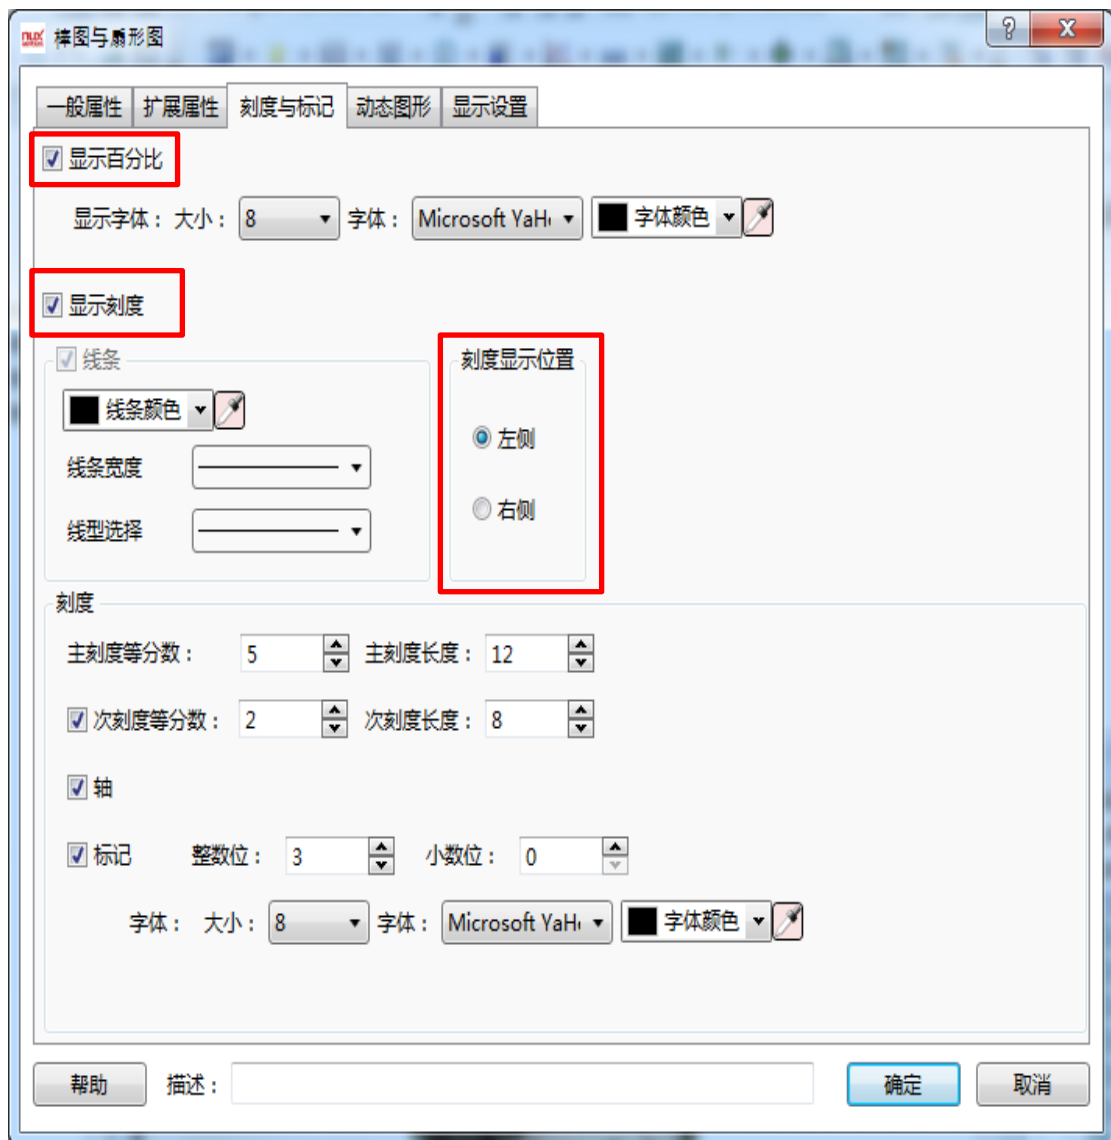 棒图与扇形图
一般属性 扩展属性 刻度与标记 动态图形 显示设置
显示百分比
显示字体： 大小： 8 字体： Microsoft YaHe 字体颜色
显示刻度
线条 刻度显示位置
线条颜色
左侧
线条宽度
右侧
线型选择
刻度
主刻度等分数： 5 主刻度长度： 12
次刻度等分数： 2 次刻度长度： 8
轴
标记 整数位： 3 小数位： 0
字体： 大小： 8 字体： Microsoft YaHe 字体颜色
帮助 描述： 确定 取消